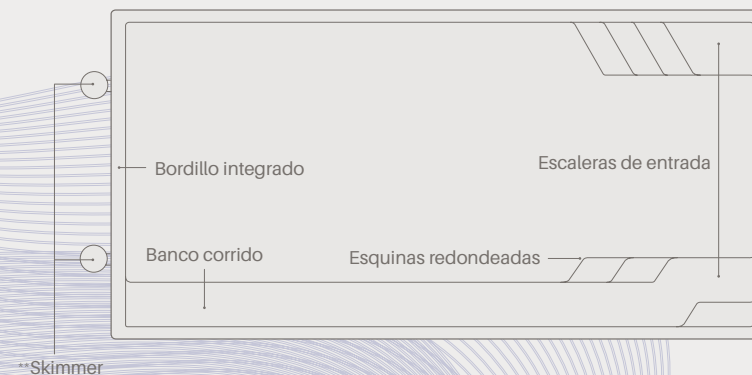 Escaleras de entrada
Bordillo integrado
Banco corrido
Esquinas redondeadas
**Skimmer